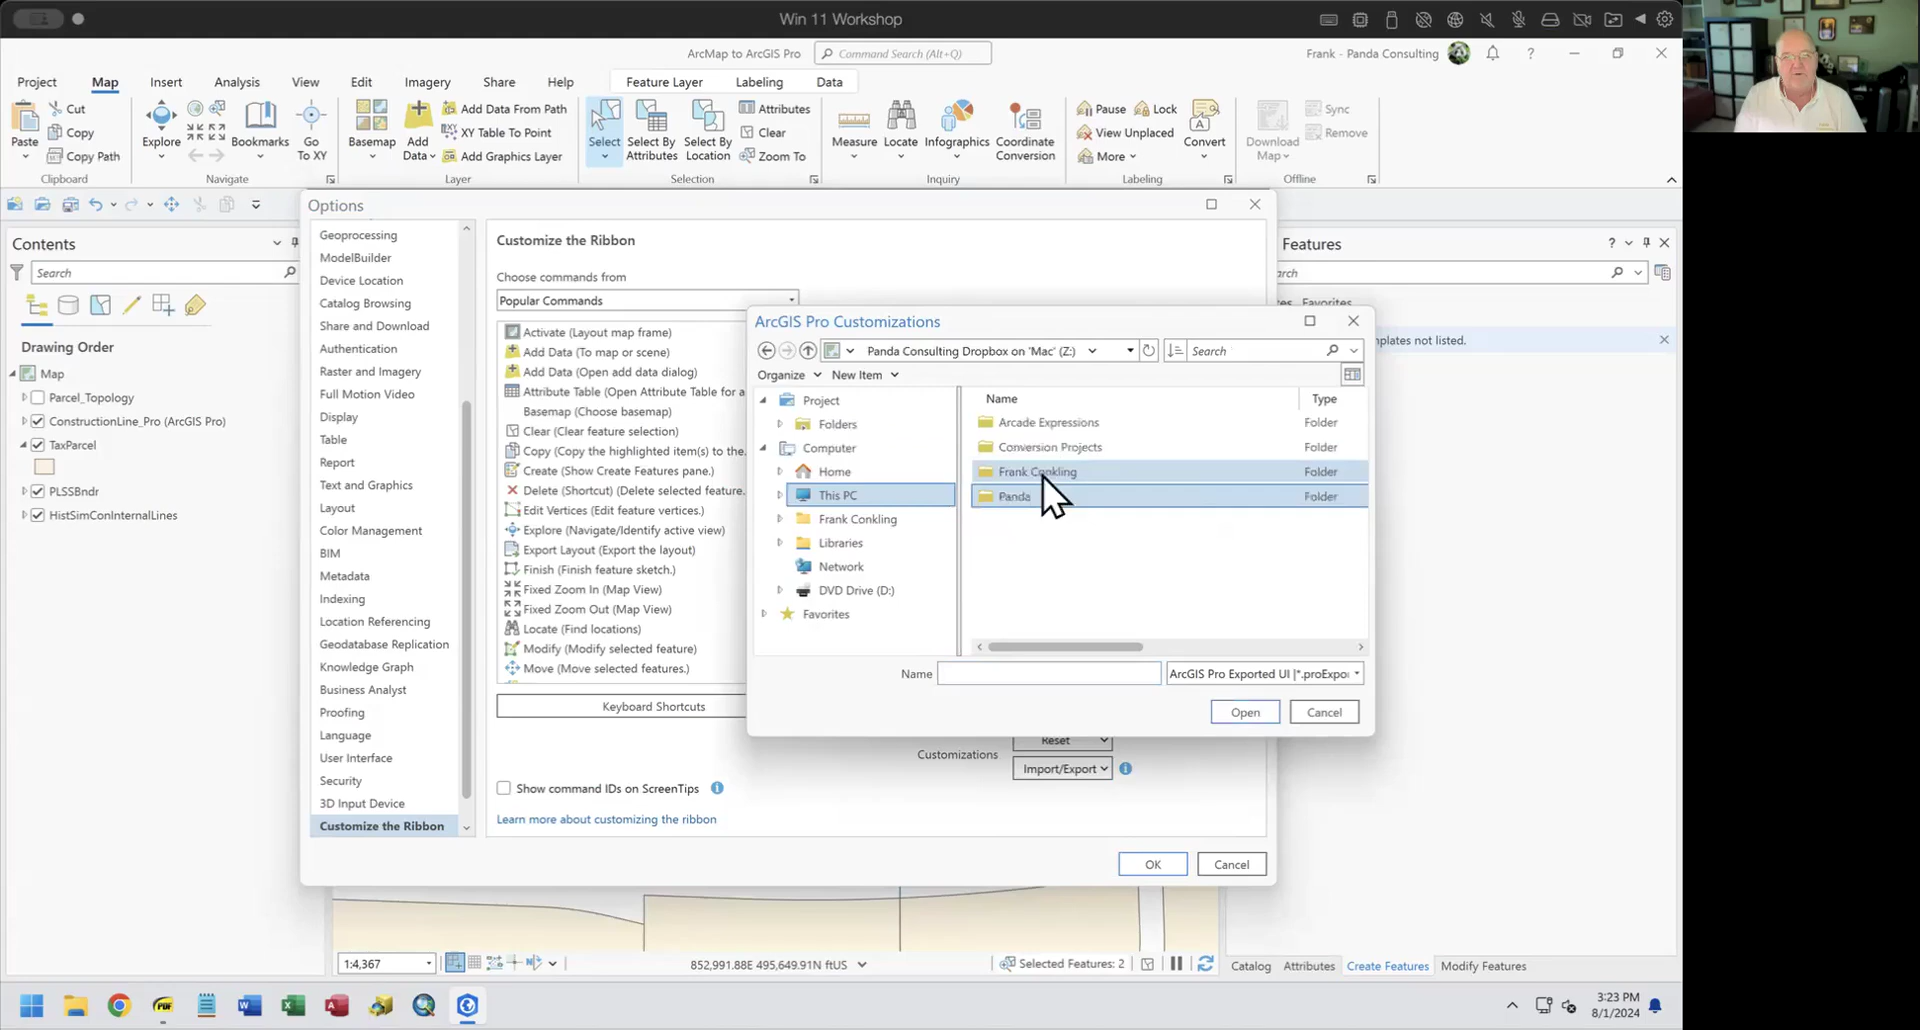 Win 11 Workshop
ArcMap to ArcGIS Pro
Command Search (Alt+Q)
Frank - Panda Consulting
?
Project
Map
Insert
Analysis
View
Edit
Imagery
Share
Help
Feature Layer
Labeling
Data
Paste
Cut
Copy
Copy Path
Clipboard
Explore
Bookmarks
Go To XY
Navigate
Basemap
Add Data
Add Data From Path
XY Table To Point
Add Graphics Layer
Layer
Select
Select By Attributes
Select By Location
Attributes
Clear
Zoom To
Selection
Measure
Locate
Infographics
Coordinate Conversion
Inquiry
Pause
Lock
View Unplaced
More
Convert
Labeling
Download Map
Sync
Remove
Offline
Contents
Search
Drawing Order
Map
Parcel_Topology
ConstructionLine_Pro (ArcGIS Pro)
TaxParcel
PLSSBndr
HistSimConInternalLines
Options
Geoprocessing
ModelBuilder
Device Location
Catalog Browsing
Share and Download
Authentication
Raster and Imagery
Full Motion Video
Display
Table
Report
Text and Graphics
Layout
Color Management
BIM
Metadata
Indexing
Location Referencing
Geodatabase Replication
Knowledge Graph
Business Analyst
Proofing
Language
User Interface
Security
3D Input Device
Customize the Ribbon
Customize the Ribbon
Choose commands from
Popular Commands
Activate (Layout map frame)
Add Data (To map or scene)
Add Data (Open add data dialog)
Attribute Table (Open Attribute Table for a
Basemap (Choose basemap)
Clear (Clear feature selection)
Copy (Copy the highlighted item(s) to the
Create (Show Create Features pane.)
Delete (Shortcut) (Delete selected feature.
Edit Vertices (Edit feature vertices.)
Explore (Navigate/Identify active view)
Export Layout (Export the layout)
Finish (Finish feature sketch.)
Fixed Zoom In (Map View)
Fixed Zoom Out (Map View)
Locate (Find locations)
Modify (Modify selected feature)
Move (Move selected features.)
Keyboard Shortcuts
Customizations
Reset
Import/Export
Show command IDs on ScreenTips
Learn more about customizing the ribbon
OK
Cancel
ArcGIS Pro Customizations
Panda Consulting Dropbox on 'Mac' (Z:)
Search
Organize
New Item
Project
Folders
Computer
Home
This PC
Frank Conkling
Libraries
Network
DVD Drive (D:)
Favorites
Name
Type
Arcade Expressions
Folder
Conversion Projects
Folder
Frank Conkling
Folder
Panda
Folder
Name
ArcGIS Pro Exported UI (*.proExpo
Open
Cancel
Features
?
arch
es Favorites
mplates not listed.
1:4,367
852,991.88E 495,649.91N ftUS
Selected Features: 2
Catalog
Attributes
Create Features
Modify Features
3:23 PM
8/1/2024